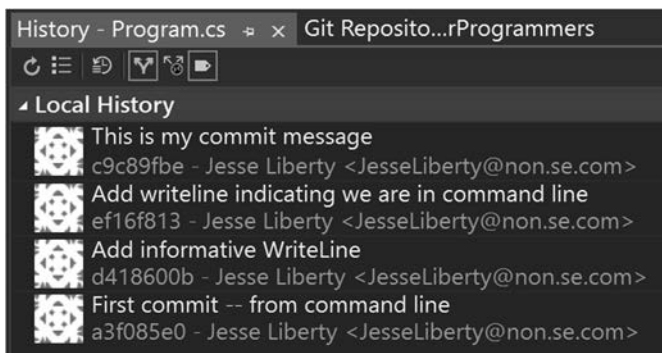 History - Program.cs Git Reposito...rProgrammers
Local History
This is my commit message
c9c89fbe - Jesse Liberty <JesseLiberty@non.se.com>
Add writeline indicating we are in command line
ef16f813 - Jesse Liberty <JesseLiberty@non.se.com>
Add informative WriteLine
d418600b - Jesse Liberty <JesseLiberty@non.se.com>
First commit -- from command line
a3f085e0 - Jesse Liberty <JesseLiberty@non.se.com>